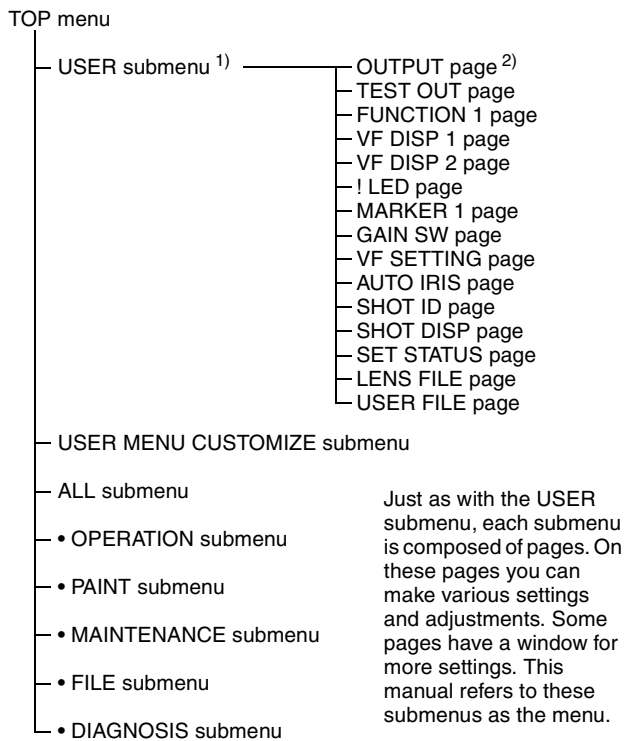 TOP menu
USER submenu 1)
OUTPUT page 2)
TEST OUT page
FUNCTION 1 page
VF DISP 1 page
VF DISP 2 page
! LED page
MARKER 1 page
GAIN SW page
VF SETTING page
AUTO IRIS page
SHOT ID page
SHOT DISP page
SET STATUS page
LENS FILE page
USER FILE page
USER MENU CUSTOMIZE submenu
ALL submenu
• OPERATION submenu
• PAINT submenu
• MAINTENANCE submenu
• FILE submenu
• DIAGNOSIS submenu
Just as with the USER
submenu, each submenu
is composed of pages. On
these pages you can
make various settings
and adjustments. Some
pages have a window for
more settings. This
manual refers to these
submenus as the menu.